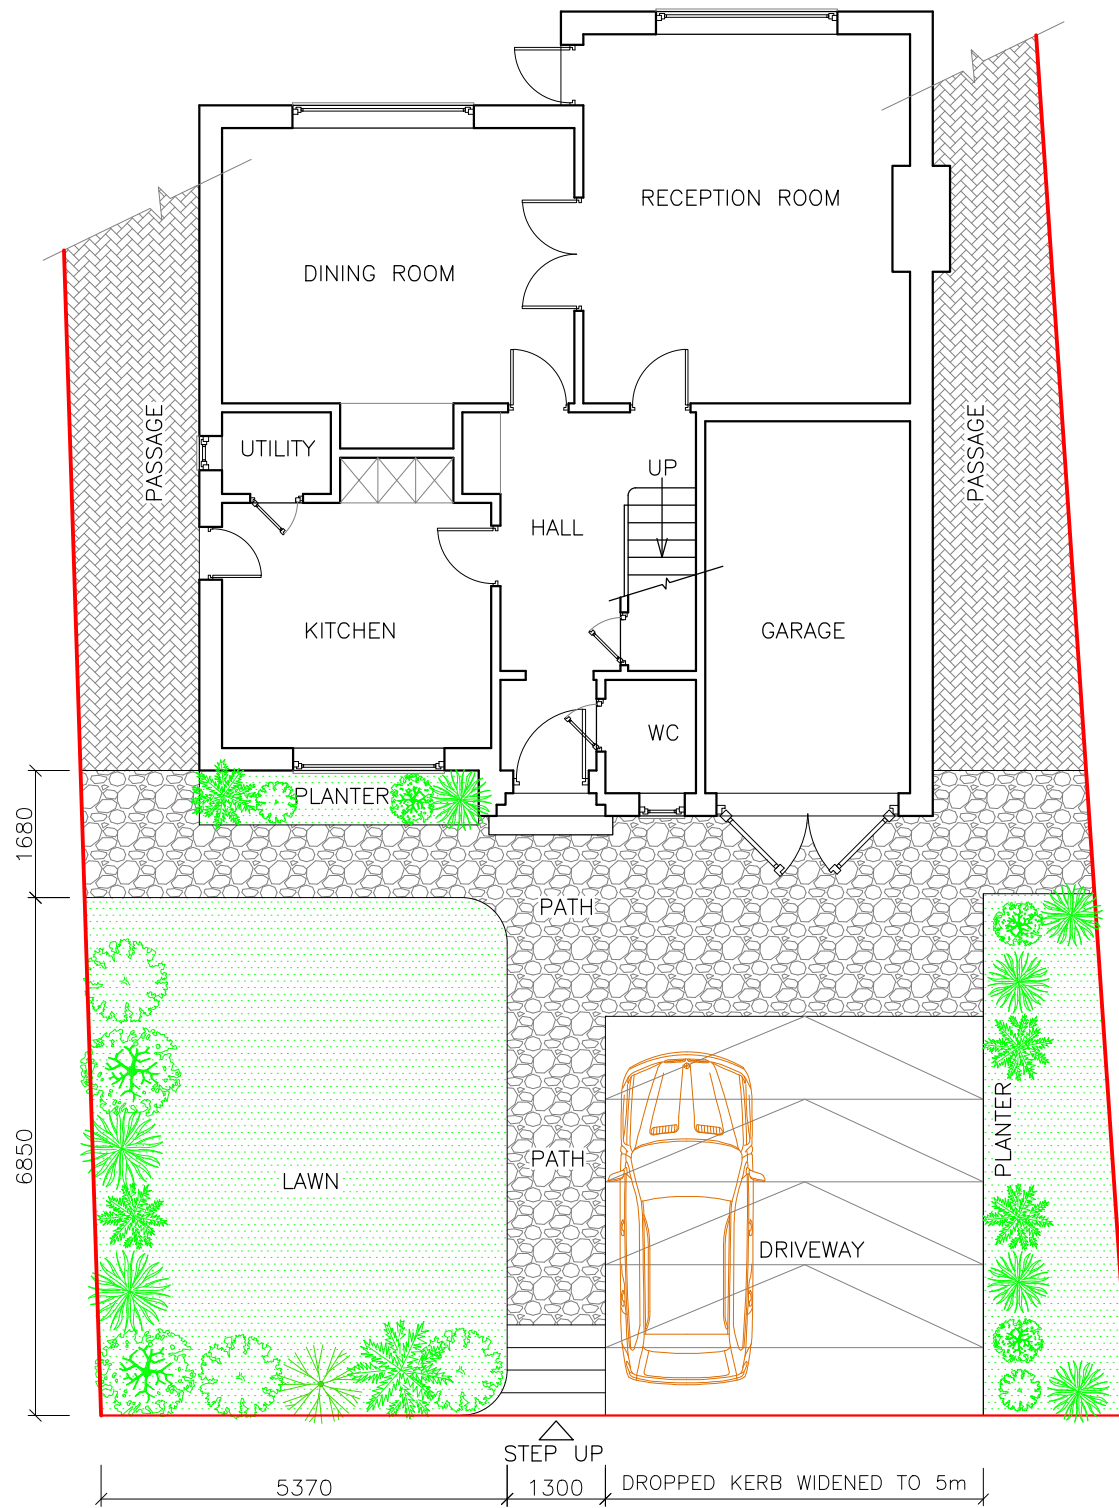 RECEPTION ROOM
DINING ROOM
PASSAGE
UTILITY
UP
PASSAGE
HALL
KITCHEN
GARAGE
WC
PLANTER
1680
PATH
PLANTER
6850
PATH
LAWN
DRIVEWAY
STEP UP
5370
1300
DROPPED KERB WIDENED TO 5m